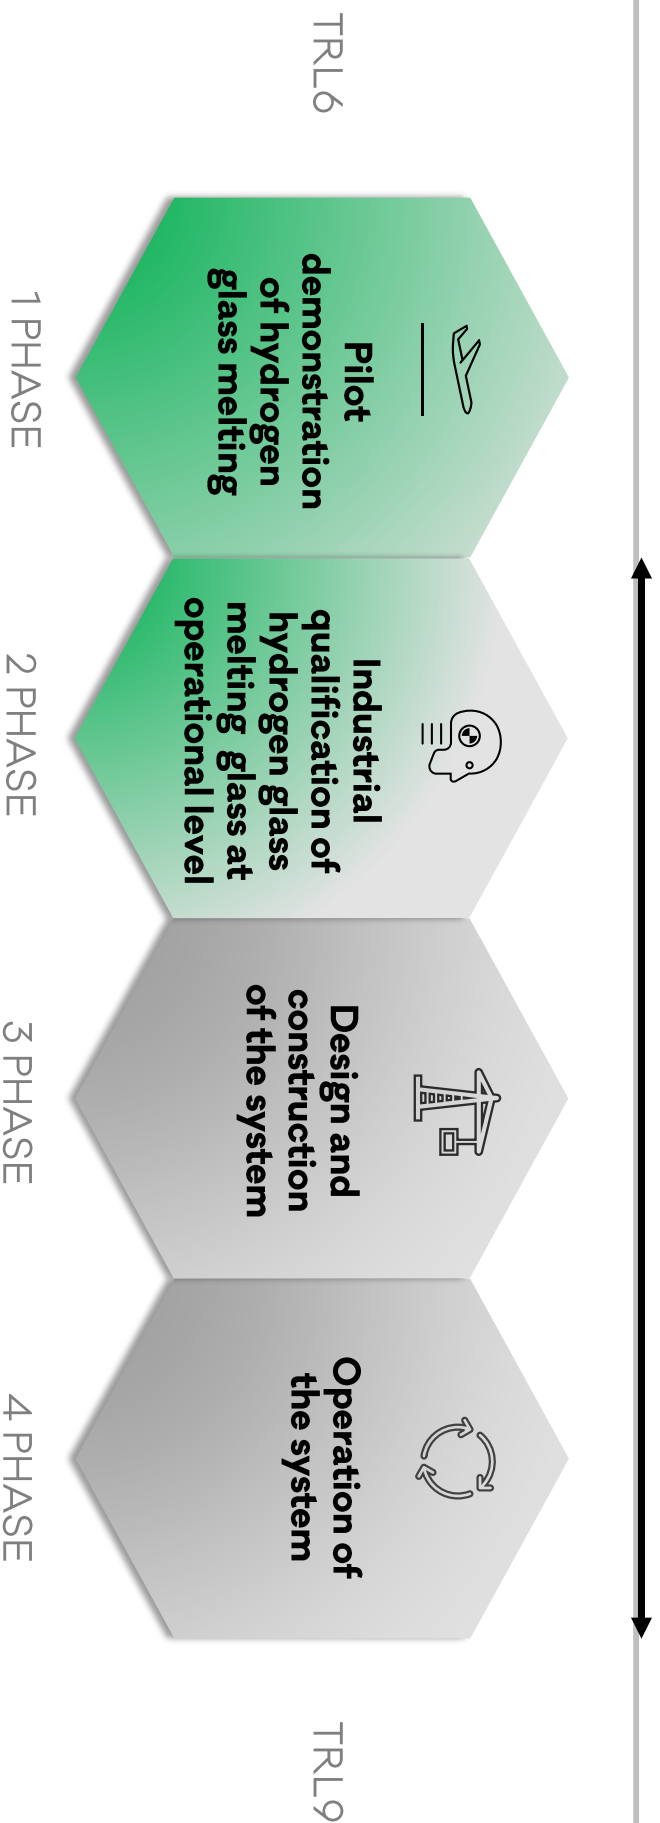 TRL6
Pilot
demonstration
of hydrogen
glass melting
1 PHASE
Industrial
qualification of
hydrogen glass
melting glass at
operational level
2 PHASE
Design and
construction
of the system
3 PHASE
Operation of
the system
4 PHASE
TRL9